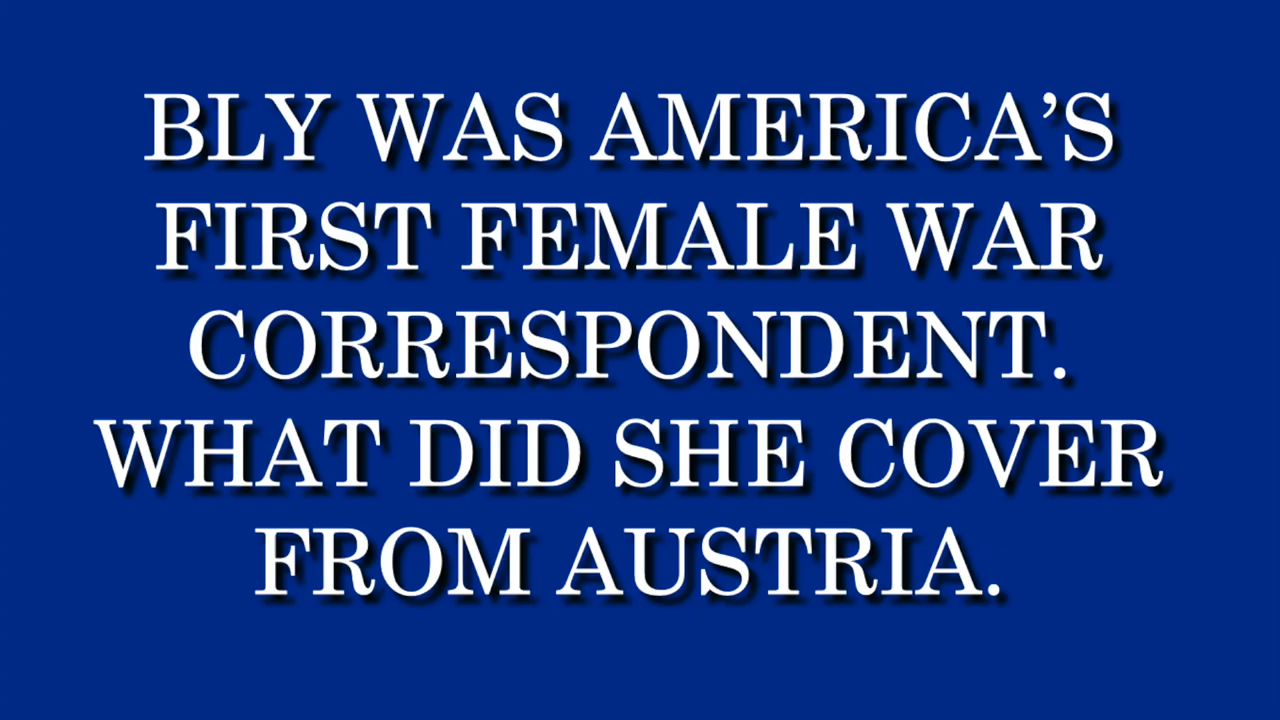 BLY WAS AMERICA’S
FIRST FEMALE WAR
CORRESPONDENT.
WHAT DID SHE COVER
FROM AUSTRIA.